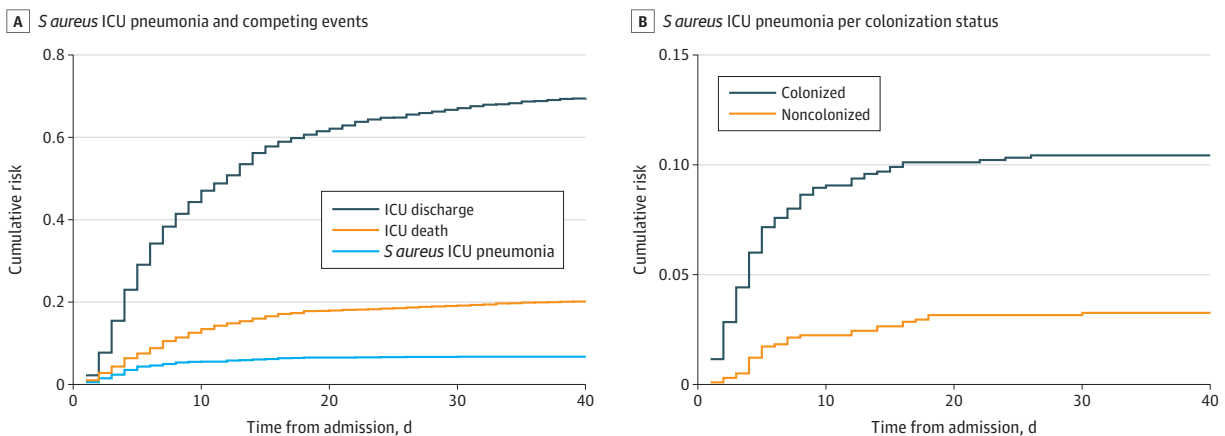 A S aureus ICU pneumonia and competing events
0.8
0.6
0.4
0.2
0
Cumulative risk
ICU discharge
ICU death
S aureus ICU pneumonia
0
10
20
30
40
Time from admission, d
B S aureus ICU pneumonia per colonization status
0.15
0.10
0.05
0
Cumulative risk
Colonized
Noncolonized
0
10
20
30
40
Time from admission, d